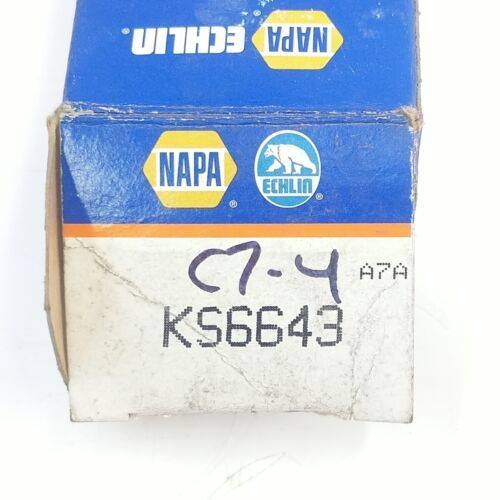 NAPA ECHLIN
NAPA ® ECHLIN ®
C7-4 A7A
KS6643